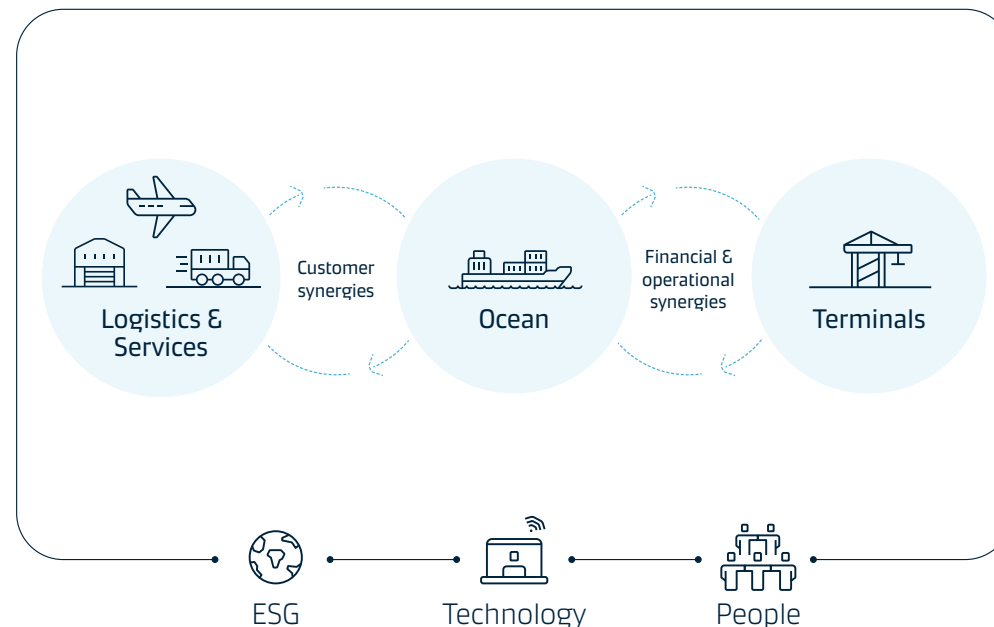 Logistics &
Services
Customer
synergies
Ocean
Financial &
operational
synergies
Terminals
ESG
Technology
People